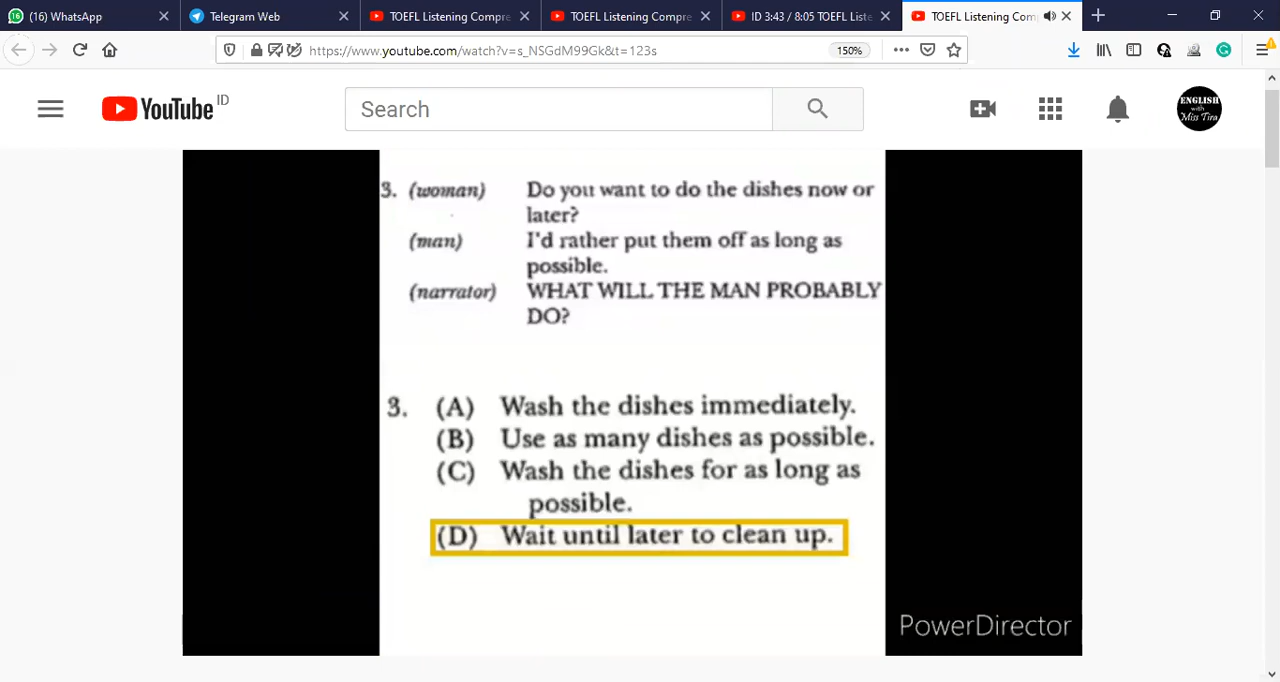 (16) WhatsApp
Telegram Web
TOEFL Listening Compre
TOEFL Listening Compre
ID 3:43 / 8:05 TOEFL Liste
TOEFL Listening Com
https://www.youtube.com/watch?v=s_NSGdM99Gk&t=123s
150%
YouTube ID
Search
ENGLISH
with
Miss Tira
3. (woman) Do you want to do the dishes now or
later?
(man) I'd rather put them off as long as
possible.
(narrator) WHAT WILL THE MAN PROBABLY
DO?
3. (A) Wash the dishes immediately.
(B) Use as many dishes as possible.
(C) Wash the dishes for as long as
possible.
(D) Wait until later to clean up.
PowerDirector